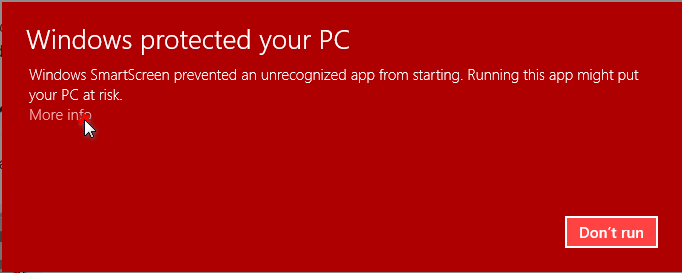 Windows protected your PC
Windows SmartScreen prevented an unrecognized app from starting. Running this app might put
your PC at risk.
More info
Don't run